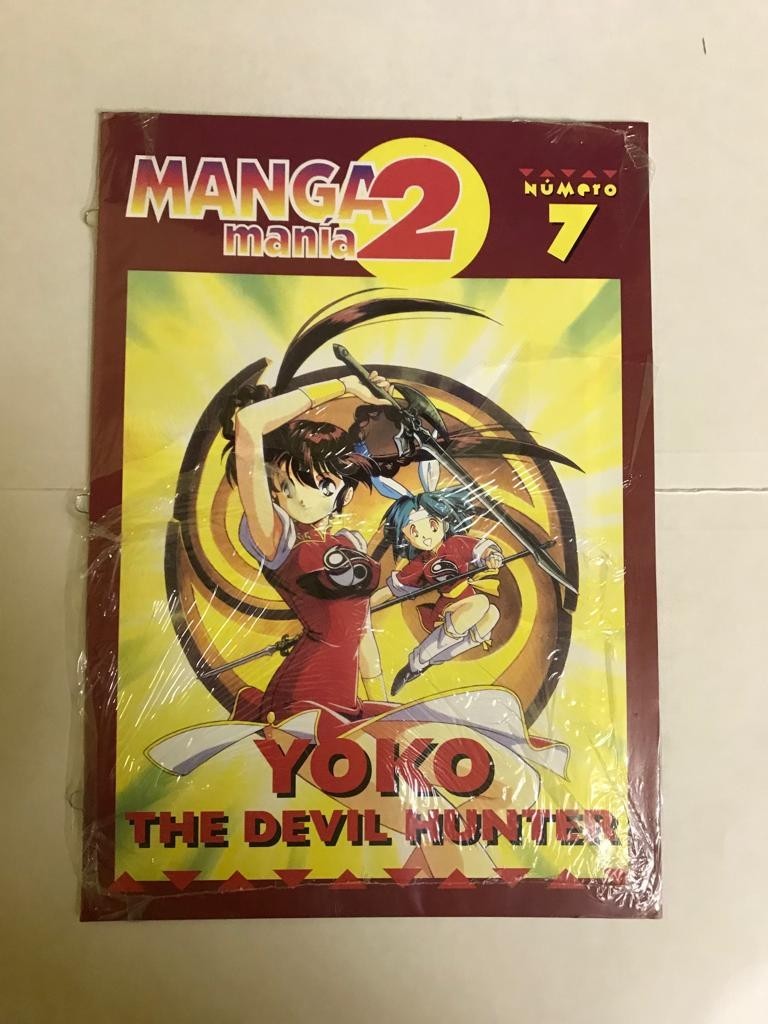 MANGA 2
manía
NÚMERO
7
YOKO
THE DEVIL HUNTER